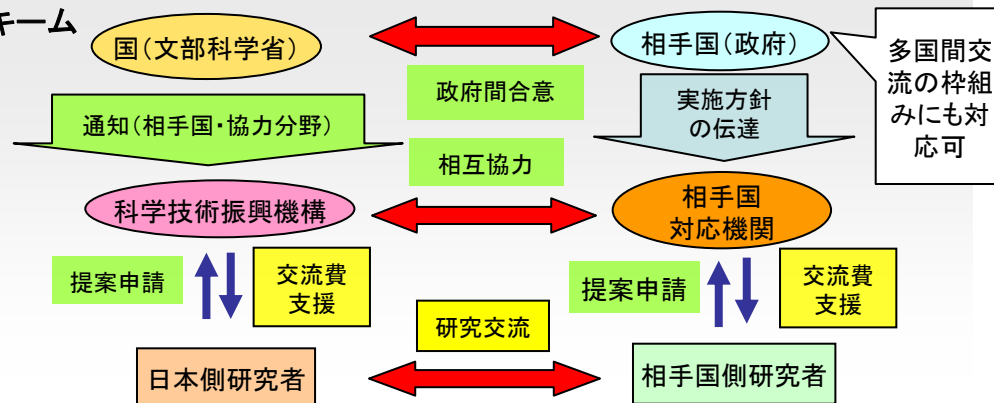 キーム
国（文部科学省）
相手国（政府）
多国間交
流の枠組
みにも対
応可
政府間合意
通知（相手国・協力分野）
実施方針
の伝達
相互協力
科学技術振興機構
相手国
対応機関
提案申請
交流費
支援
提案申請
交流費
支援
研究交流
日本側研究者
相手国側研究者